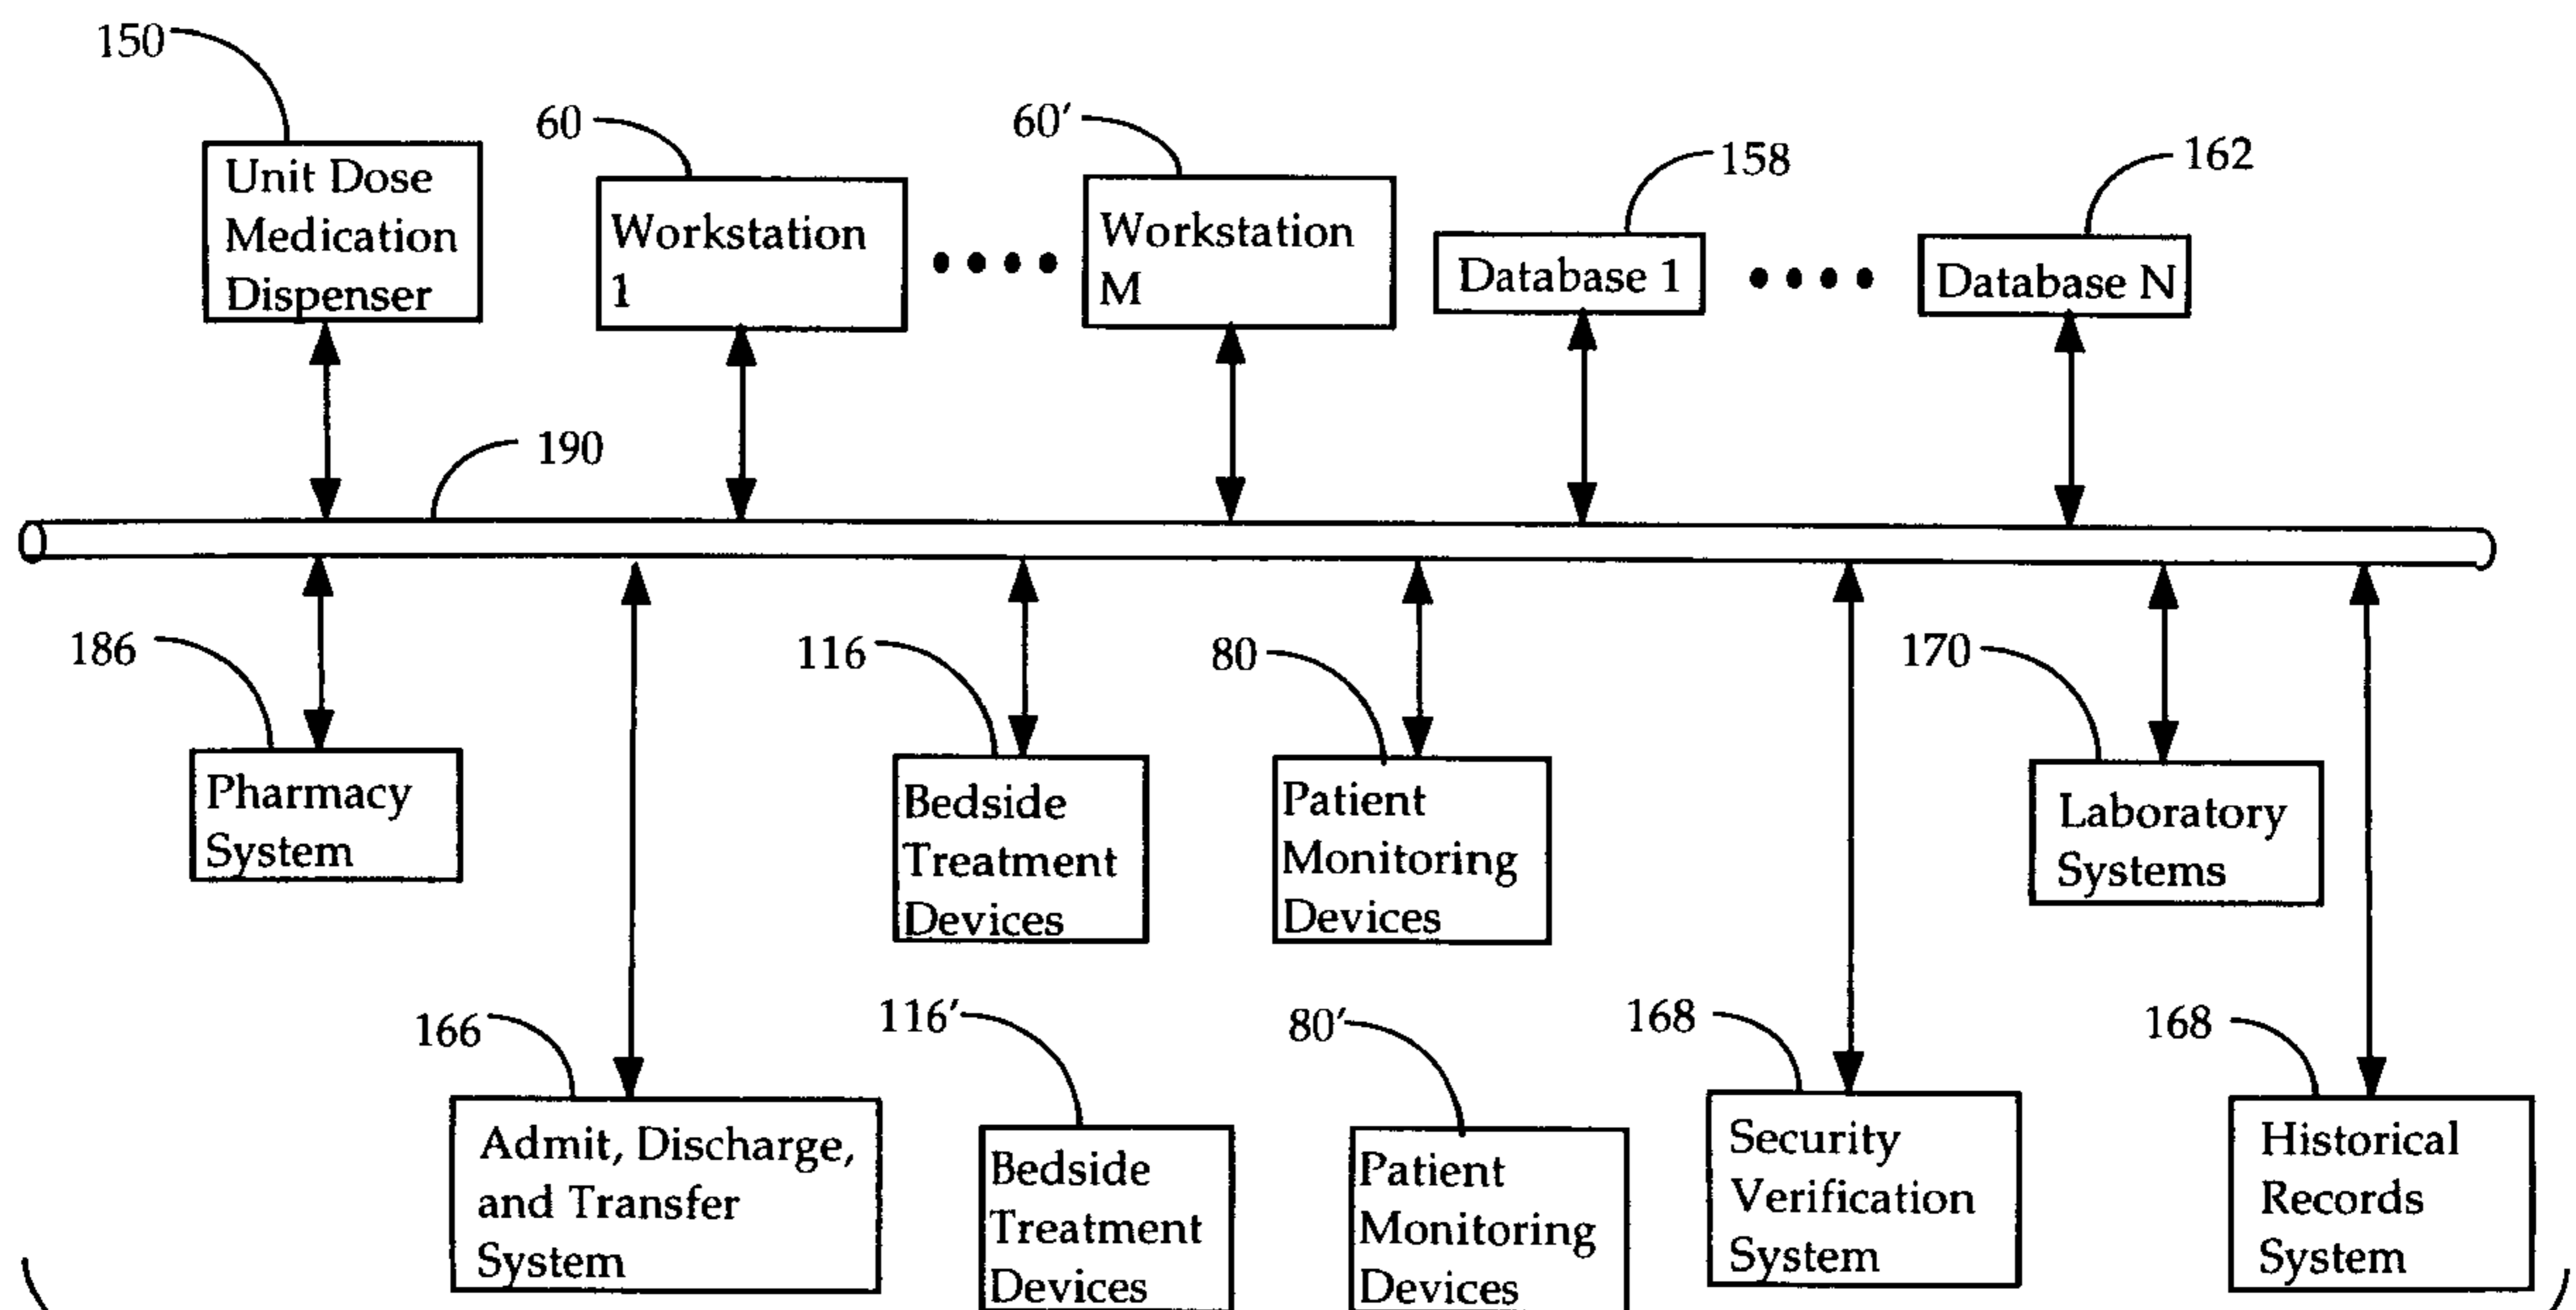 150
60
60′
158
162
Unit Dose
Medication
Dispenser
Workstation
1
Workstation
M
Database 1
Database N
190
186
116
80
170
Pharmacy
System
Bedside
Treatment
Devices
Patient
Monitoring
Devices
Laboratory
Systems
166
116′
80′
168
168
Admit, Discharge,
and Transfer
System
Bedside
Treatment
Devices
Patient
Monitoring
Devices
Security
Verification
System
Historical
Records
System